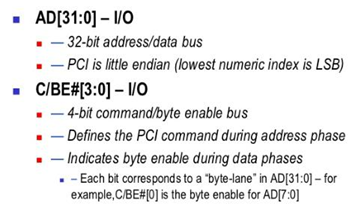 AD[31:0] – I/O
— 32-bit address/data bus
— PCI is little endian (lowest numeric index is LSB)
C/BE#[3:0] – I/O
— 4-bit command/byte enable bus
— Defines the PCI command during address phase
— Indicates byte enable during data phases
– Each bit corresponds to a "byte-lane" in AD[31:0] – for
example,C/BE#[0] is the byte enable for AD[7:0]